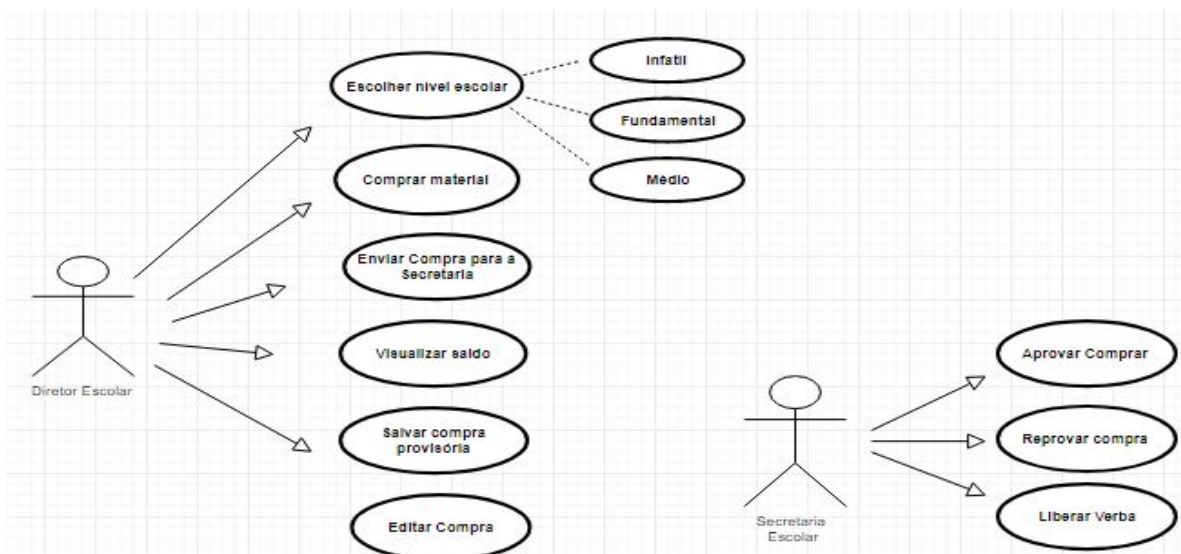 Infatil
Escolher nivel escolar
Fundamental
Médio
Comprar material
Enviar Compra para a
Secretaria
Visualizar saldo
Diretor Escolar
Salvar compra
provisória
Editar Compra
Aprovar Comprar
Reprovar compra
Liberar Verba
Secretaria
Escolar